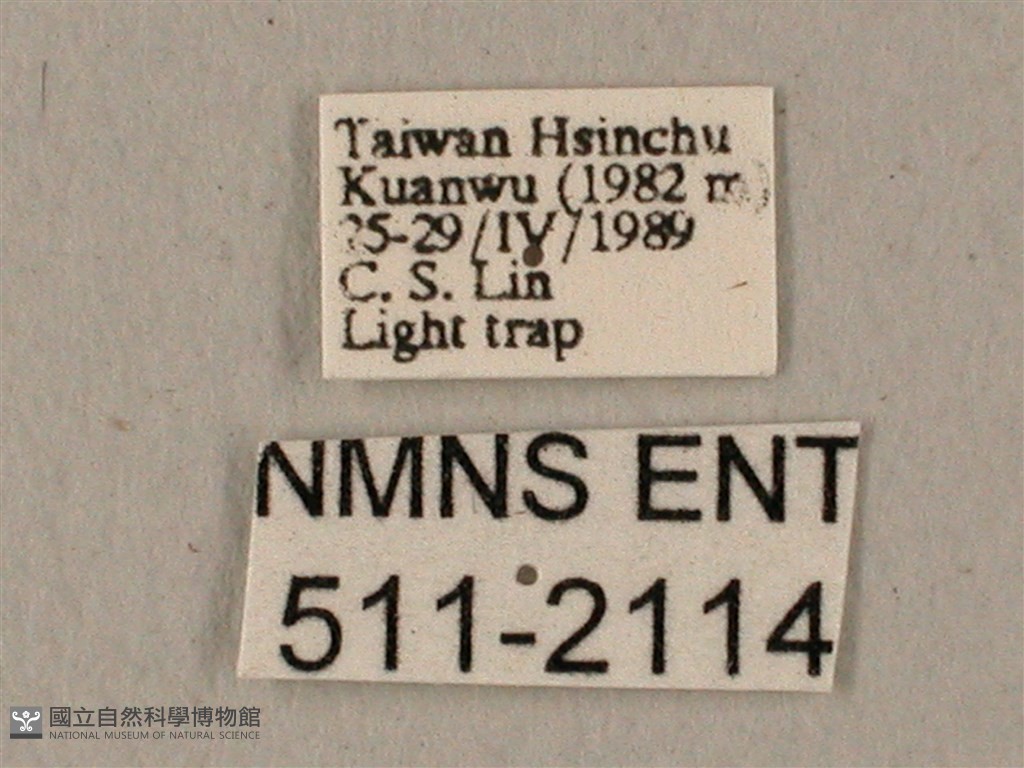 Taiwan Hsinchu
Kuanwu (1982 m)
25-29/IV/1989
C. S. Lin
Light trap
NMNS ENT
511-2114
國立自然科學博物館
NATIONAL MUSEUM OF NATURAL SCIENCE